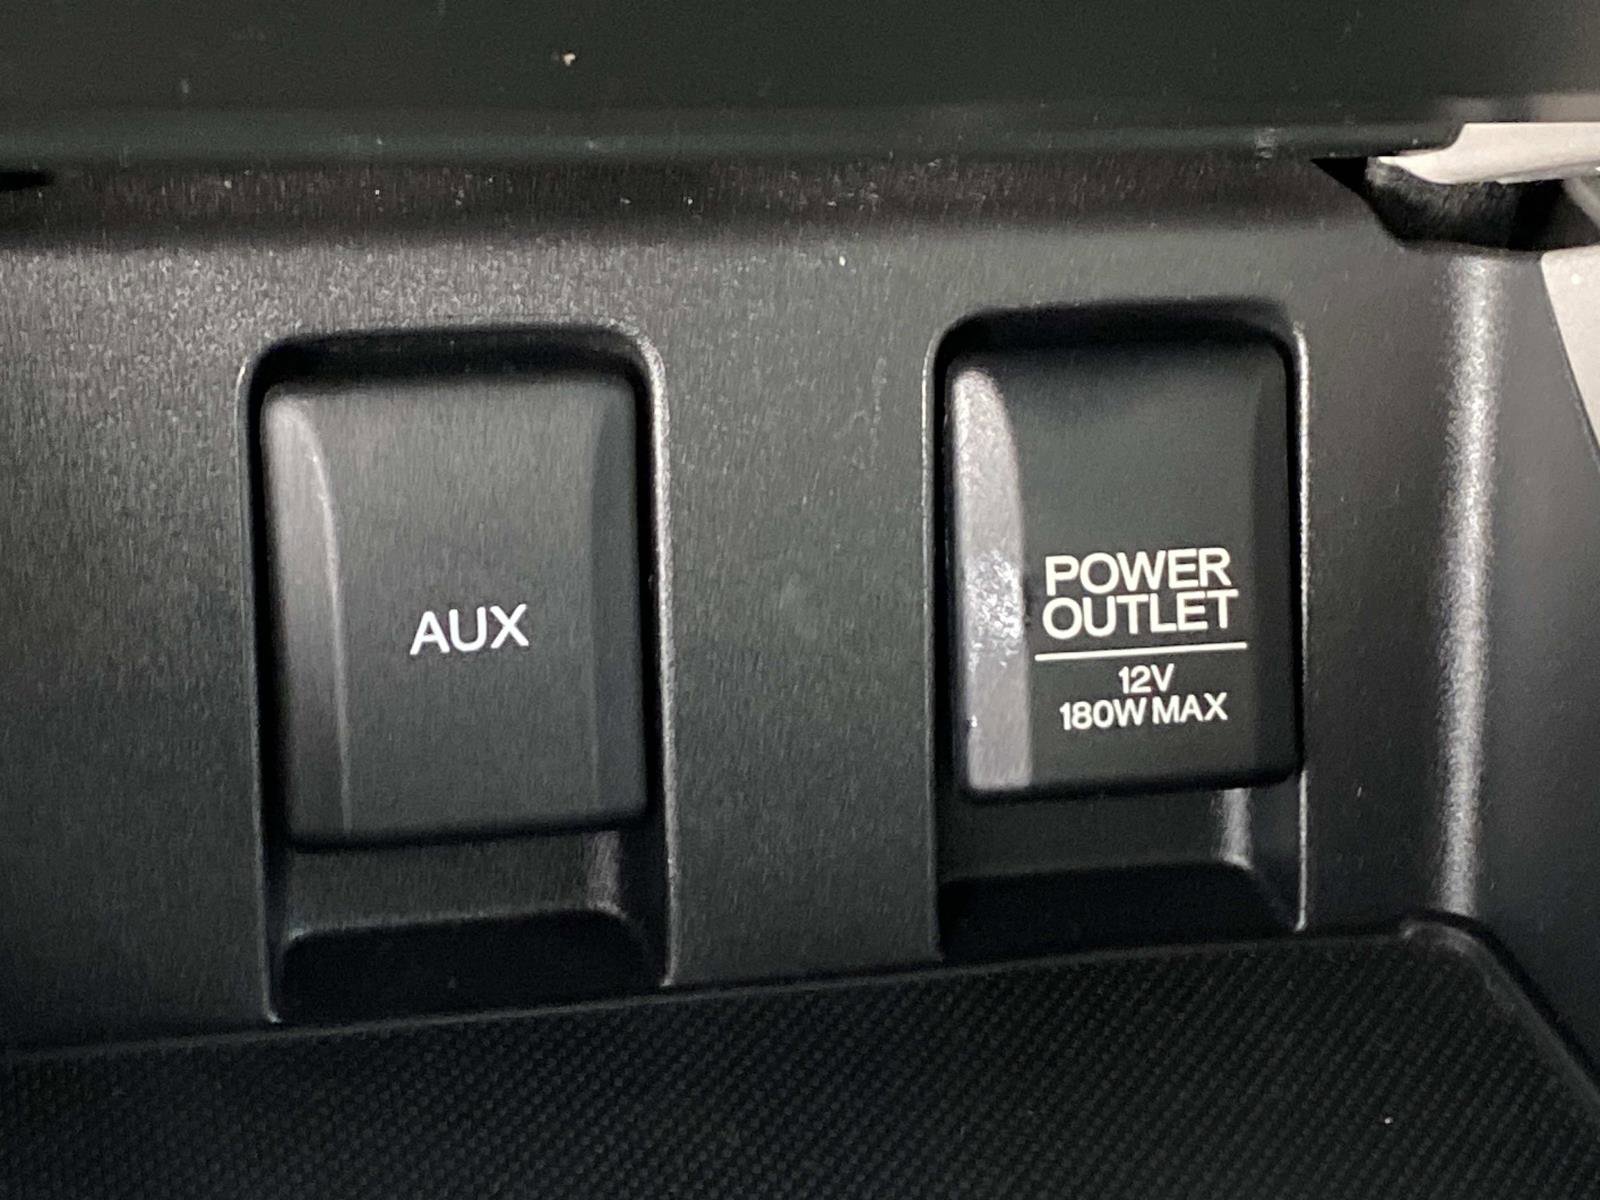 AUX
POWER
OUTLET
12V
180W MAX